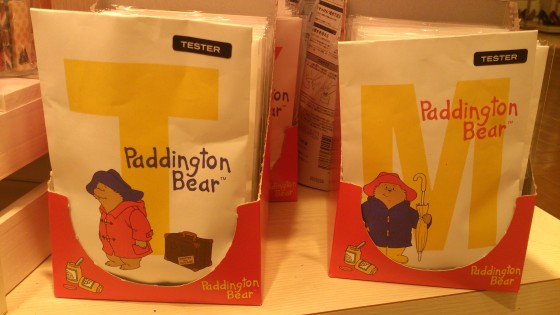 TESTER
T
Paddington
Bear™
Paddington
Bear
TESTER
M
Paddington
Bear™
Paddington
Bear